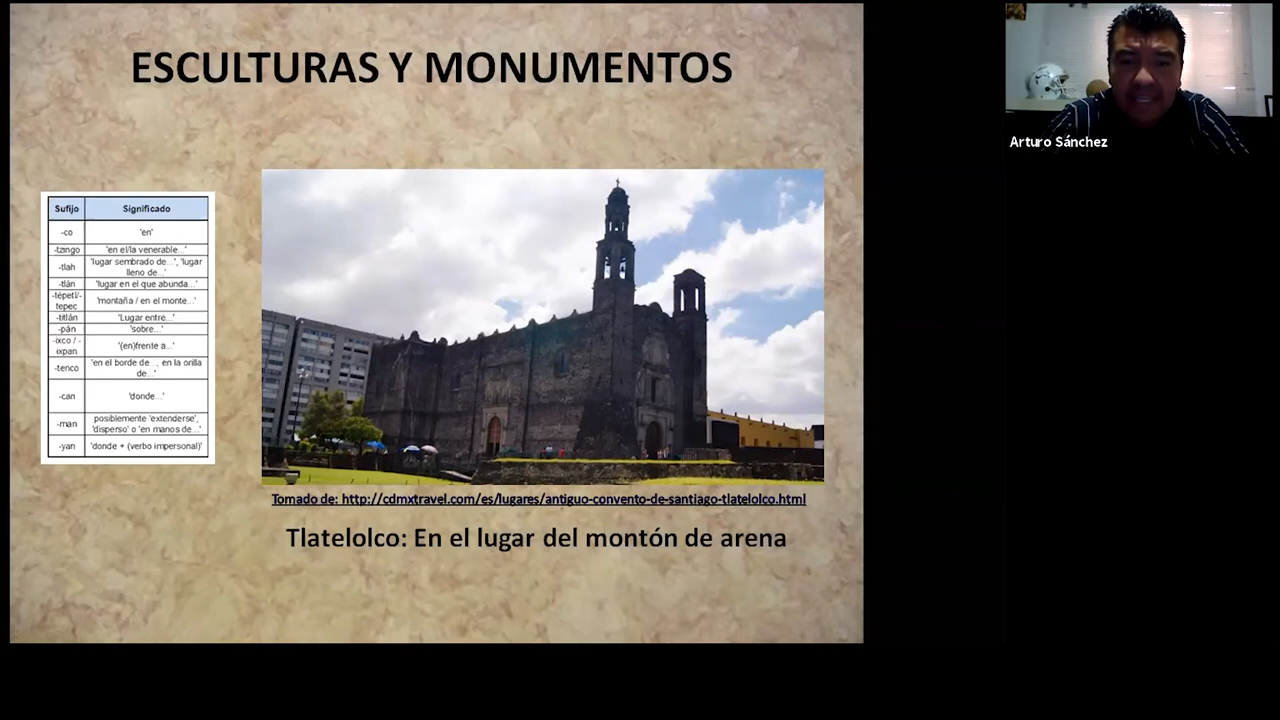 ESCULTURAS Y MONUMENTOS
Sufijo Significado
-co 'en'
-tzingo 'en el/la venerable...'
-tlah 'lugar sembrado de...', 'lugar
lleno de...'
-tlán 'lugar en el que abunda...'
-tépetl/-
tepec 'montaña / en el monte...'
-titlán 'Lugar entre...'
-pán 'sobre...'
-ixco / -
ixpan '(en)frente a...'
-tenco 'en el borde de..., en la orilla
de...'
-can 'donde...'
-man posiblemente 'extenderse',
'disperso' o 'en manos de...'
-yan 'donde + (verbo impersonal)'
Tomado de: http://cdmxtravel.com/es/lugares/antiguo-convento-de-santiago-tlatelolco.html
Tlatelolco: En el lugar del montón de arena
Arturo Sánchez